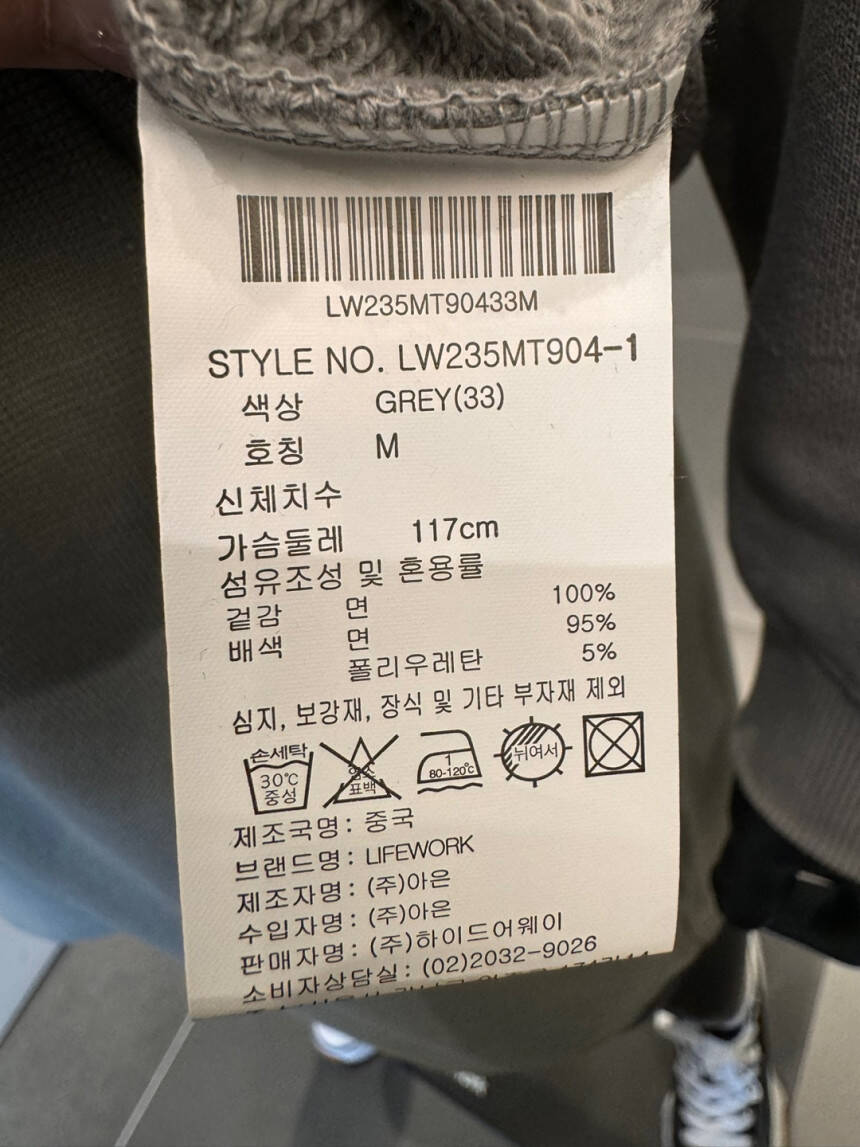 LW235MT90433M
STYLE NO. LW235MT904-1
색상 GREY(33)
호칭 M
신체치수
가슴둘레 117cm
섬유조성 및 혼용률
겉감 면 100%
배색 면 95%
폴리우레탄 5%
심지, 보강재, 장식 및 기타 부자재 제외
손세탁
30℃
중성
염소
표백
1
80-120℃
뉘여서
제조국명: 중국
브랜드명: LIFEWORK
제조자명: (주)아은
수입자명: (주)아은
판매자명: (주)하이드어웨이
소비자상담실: (02)2032-9026